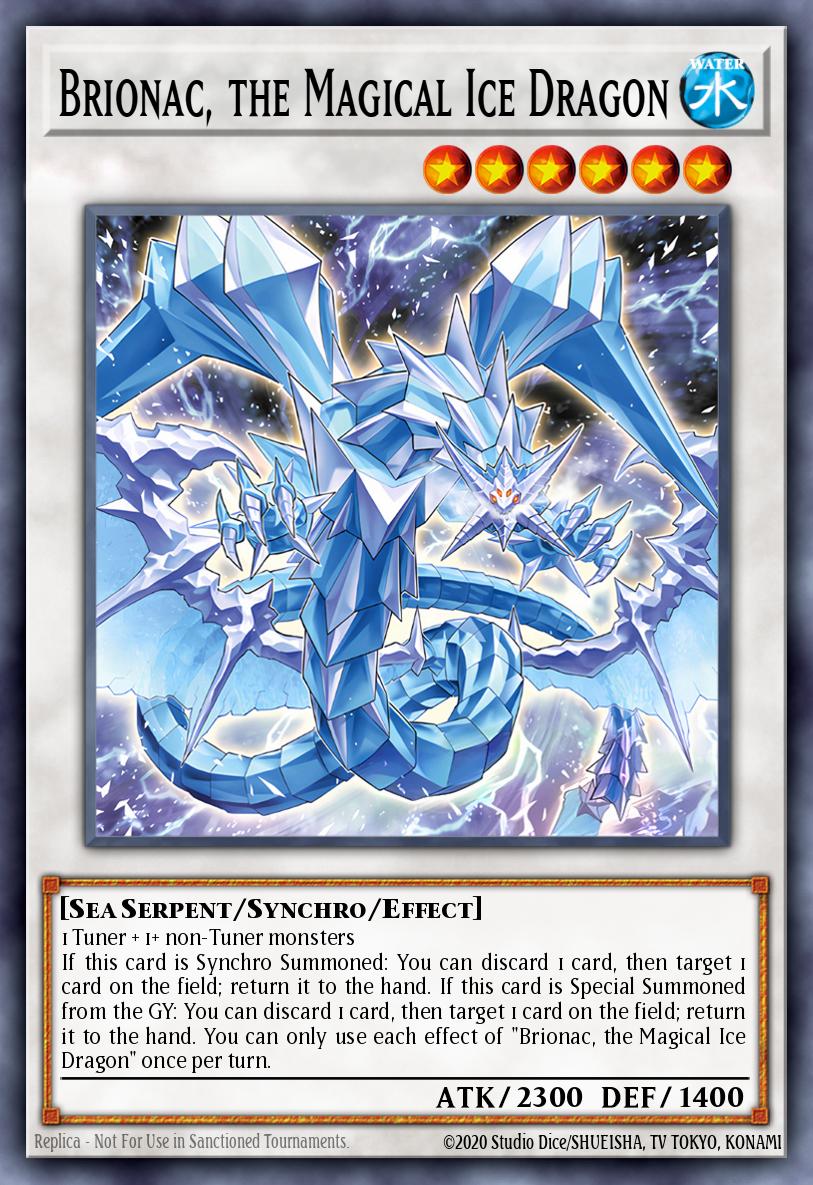 Brionac, the Magical Ice Dragon
WATER
水
[Sea Serpent/Synchro/Effect]
1 Tuner + 1+ non-Tuner monsters
If this card is Synchro Summoned: You can discard 1 card, then target 1
card on the field; return it to the hand. If this card is Special Summoned
from the GY: You can discard 1 card, then target 1 card on the field; return
it to the hand. You can only use each effect of "Brionac, the Magical Ice
Dragon" once per turn.
ATK/2300 DEF/1400
Replica - Not For Use in Sanctioned Tournaments.
©2020 Studio Dice/SHUEISHA, TV TOKYO, KONAMI